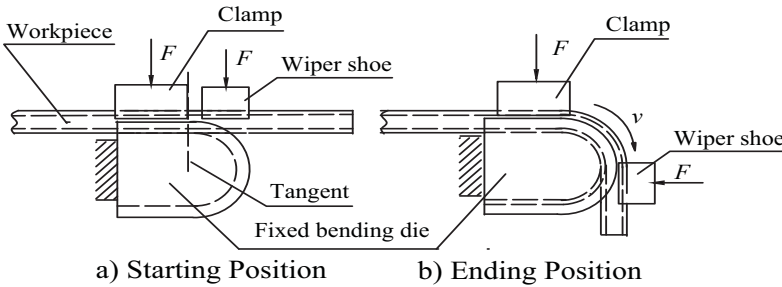 Clamp
Workpiece
F
F
Wiper shoe
Tangent
Fixed bending die
a) Starting Position
Clamp
F
v
Wiper shoe
F
b) Ending Position